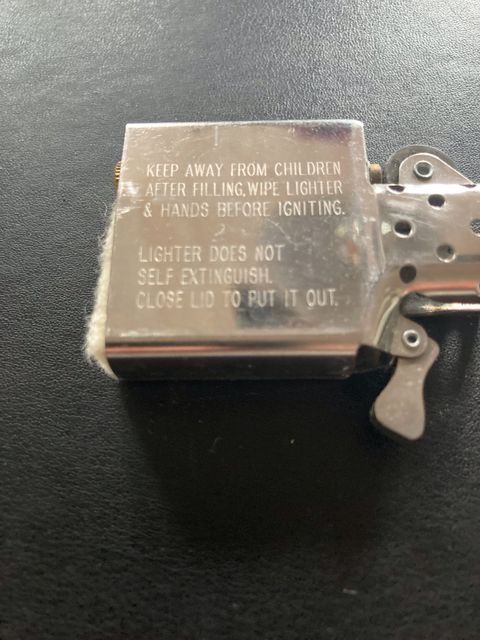 KEEP AWAY FROM CHILDREN
AFTER FILLING,WIPE LIGHTER
& HANDS BEFORE IGNITING.
LIGHTER DOES NOT
SELF EXTINGUISH.
CLOSE LID TO PUT IT OUT.